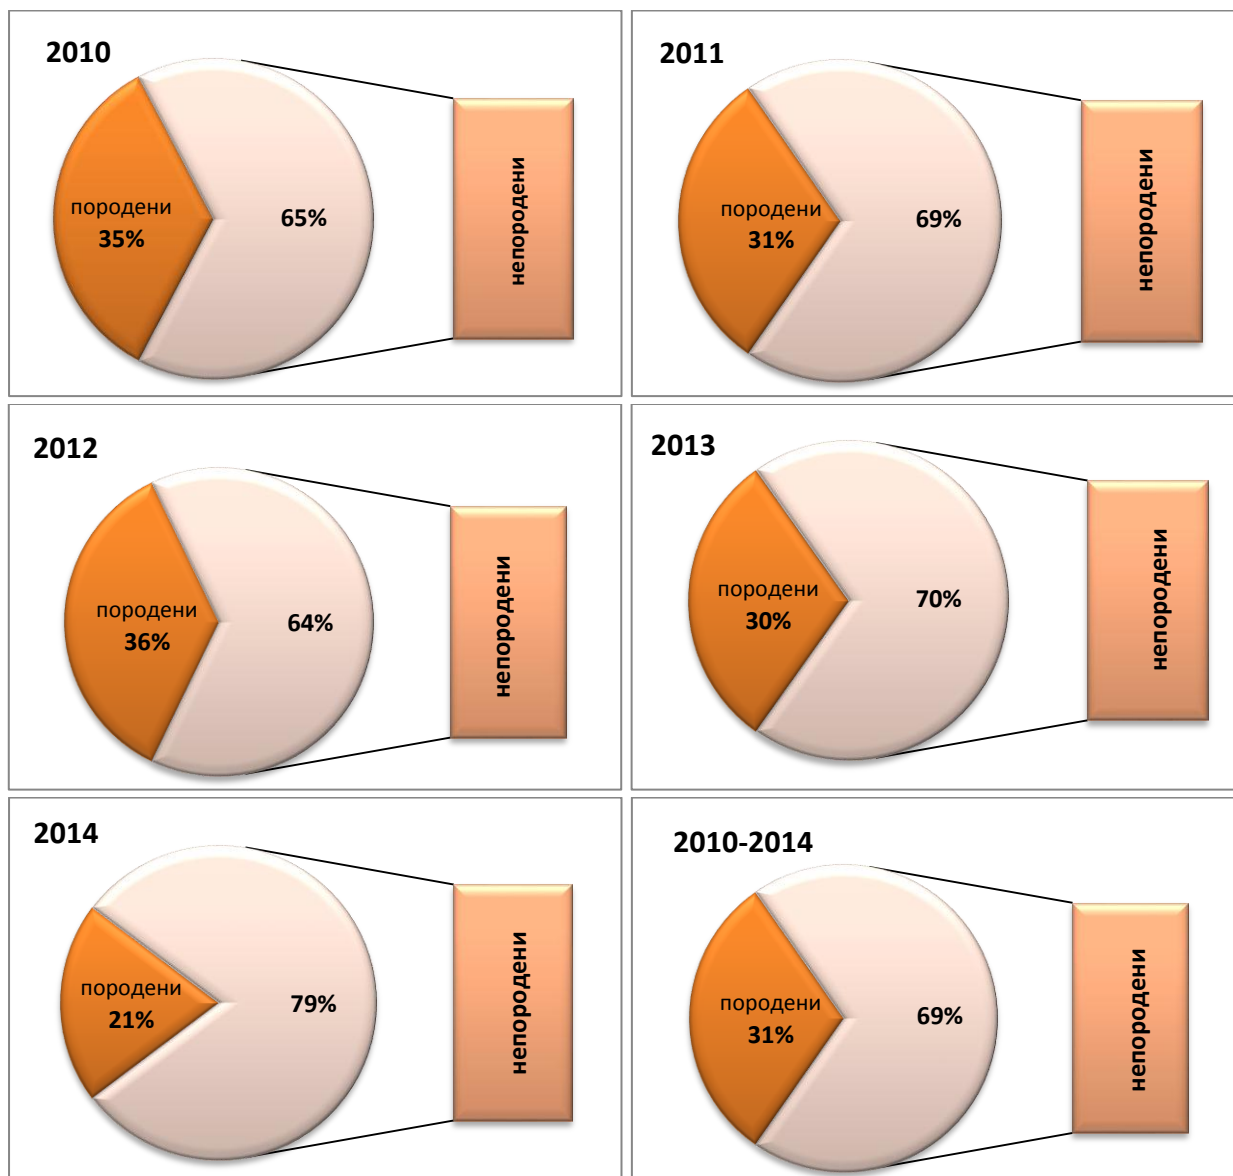 2010
породени
35%
65%
непородени
2011
породени
31%
69%
непородени
2012
породени
36%
64%
непородени
2013
породени
30%
70%
непородени
2014
породени
21%
79%
непородени
2010-2014
породени
31%
69%
непородени